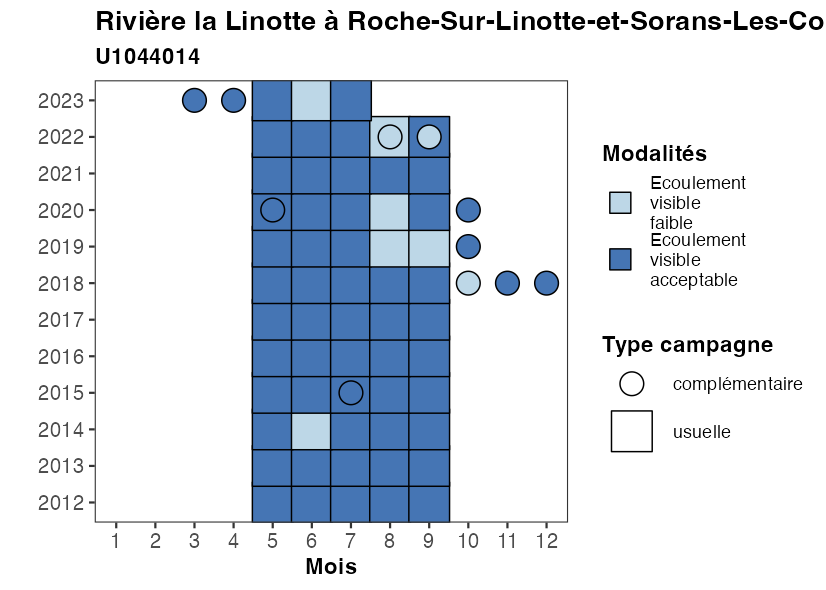 Rivière la Linotte à Roche-Sur-Linotte-et-Sorans-Les-Co
U1044014
2023
2022
2021
2020
2019
2018
2017
2016
2015
2014
2013
2012
1 2 3 4 5 6 7 8 9 10 11 12
Mois
Modalités
Ecoulement
visible
faible
Ecoulement
visible
acceptable
Type campagne
complémentaire
usuelle